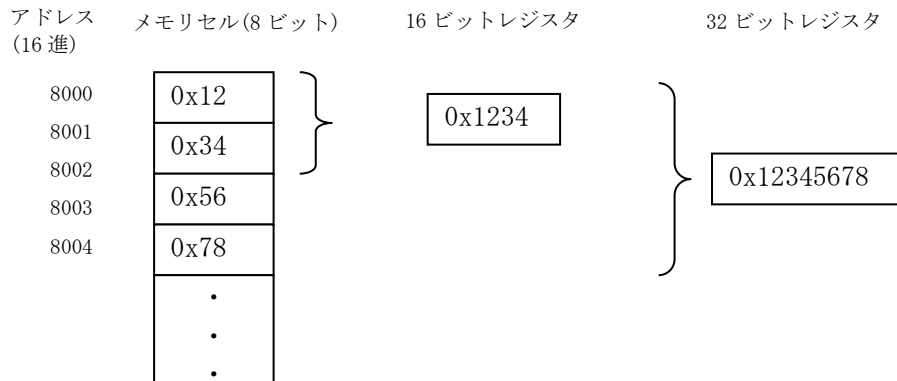 アドレス
(16 進)
メモリセル(8 ビット)
16 ビットレジスタ
32 ビットレジスタ
8000
0x12
8001
0x34
8002
0x56
8003
0x78
8004
0x1234
0x12345678